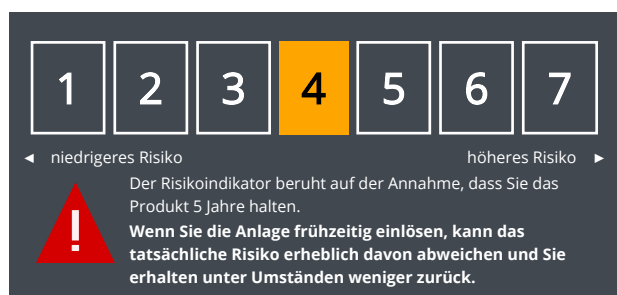 1 2 3 4 5 6 7
◄ niedrigeres Risiko höheres Risiko ►
Der Risikoindikator beruht auf der Annahme, dass Sie das
Produkt 5 Jahre halten.
!
Wenn Sie die Anlage frühzeitig einlösen, kann das
tatsächliche Risiko erheblich davon abweichen und Sie
erhalten unter Umständen weniger zurück.